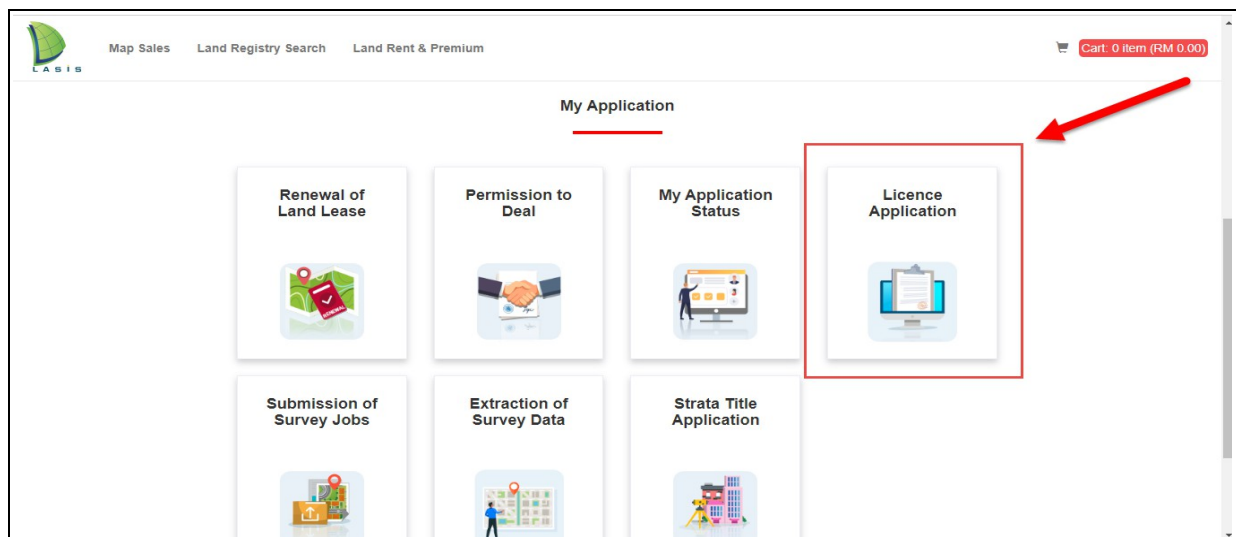 LASIS
Map Sales
Land Registry Search
Land Rent & Premium
Cart: 0 item (RM 0.00)
My Application
Renewal of
Land Lease
Permission to
Deal
My Application
Status
Licence
Application
RENEWAL
Submission of
Survey Jobs
Extraction of
Survey Data
Strata Title
Application